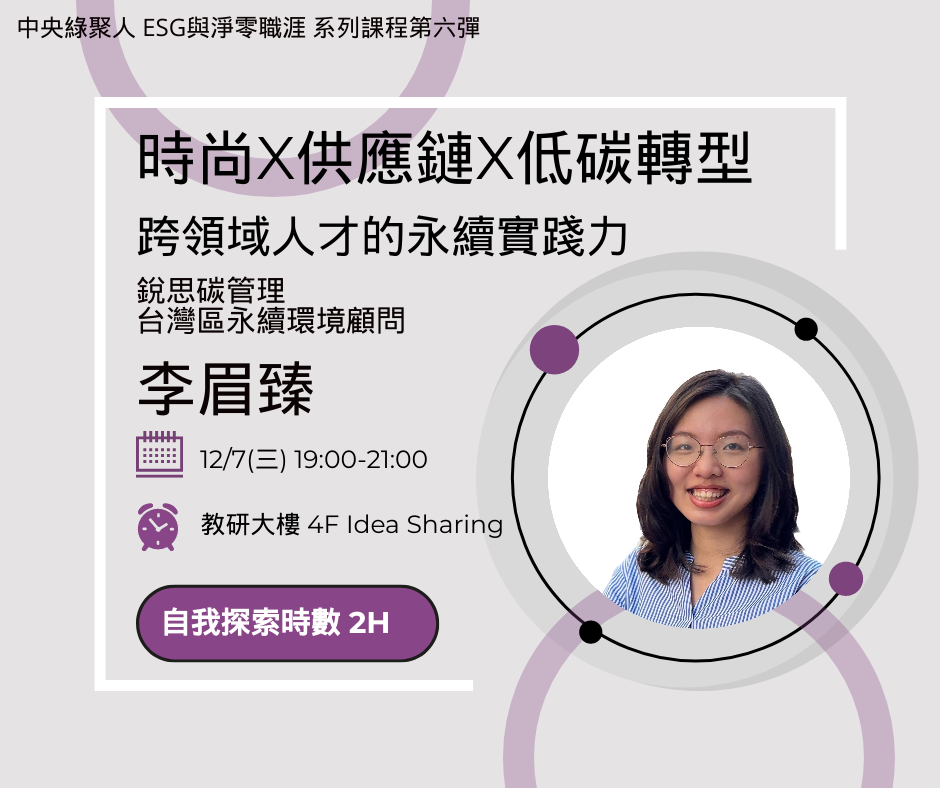 中央綠聚人 ESG與淨零職涯 系列課程第六彈
時尚X供應鏈X低碳轉型
跨領域人才的永續實踐力
銳思碳管理
台灣區永續環境顧問
李眉臻
12/7(三) 19:00-21:00
教研大樓 4F Idea Sharing
自我探索時數 2H